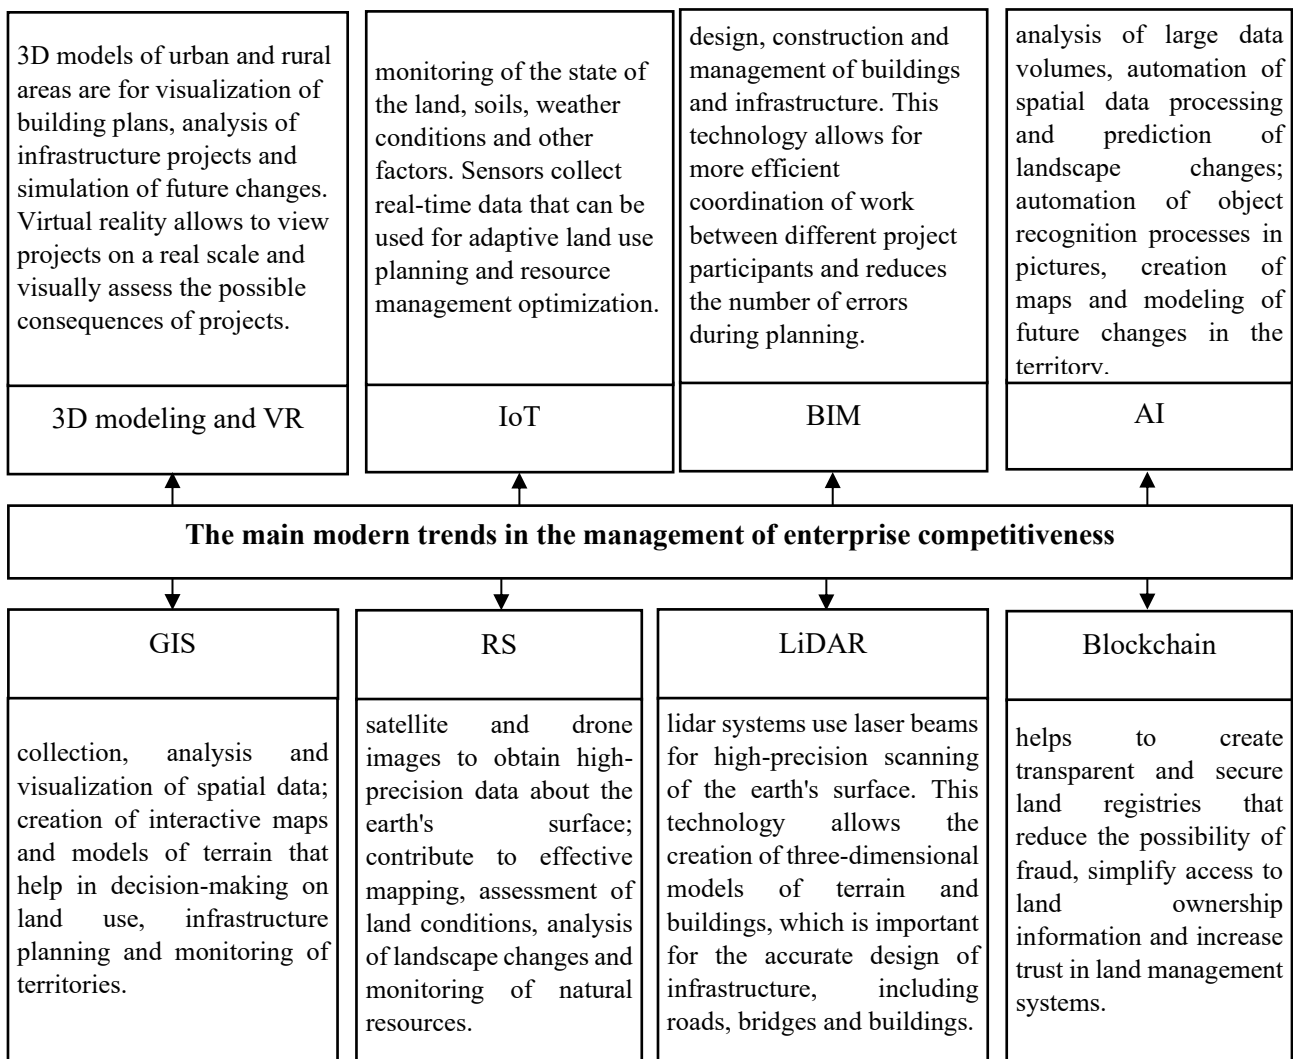 3D models of urban and rural
areas are for visualization of
building plans, analysis of
infrastructure projects and
simulation of future changes.
Virtual reality allows to view
projects on a real scale and
visually assess the possible
consequences of projects.
3D modeling and VR
monitoring of the state of
the land, soils, weather
conditions and other
factors. Sensors collect
real-time data that can be
used for adaptive land use
planning and resource
management optimization.
IoT
design, construction and
management of buildings
and infrastructure. This
technology allows for
more efficient
coordination of work
between different project
participants and reduces
the number of errors
during planning.
BIM
analysis of large data
volumes, automation of
spatial data processing
and prediction of
landscape changes;
automation of object
recognition processes in
pictures, creation of
maps and modeling of
future changes in the
territory.
AI
The main modern trends in the management of enterprise competitiveness
GIS
collection, analysis and
visualization of spatial data;
creation of interactive maps
and models of terrain that
help in decision-making on
land use, infrastructure
planning and monitoring of
territories.
RS
satellite and drone
images to obtain high-
precision data about the
earth's surface;
contribute to effective
mapping, assessment of
land conditions, analysis
of landscape changes and
monitoring of natural
resources.
LiDAR
lidar systems use laser beams
for high-precision scanning
of the earth's surface. This
technology allows the
creation of three-dimensional
models of terrain and
buildings, which is important
for the accurate design of
infrastructure, including
roads, bridges and buildings.
Blockchain
helps to create
transparent and secure
land registries that
reduce the possibility of
fraud, simplify access to
land ownership
information and increase
trust in land management
systems.